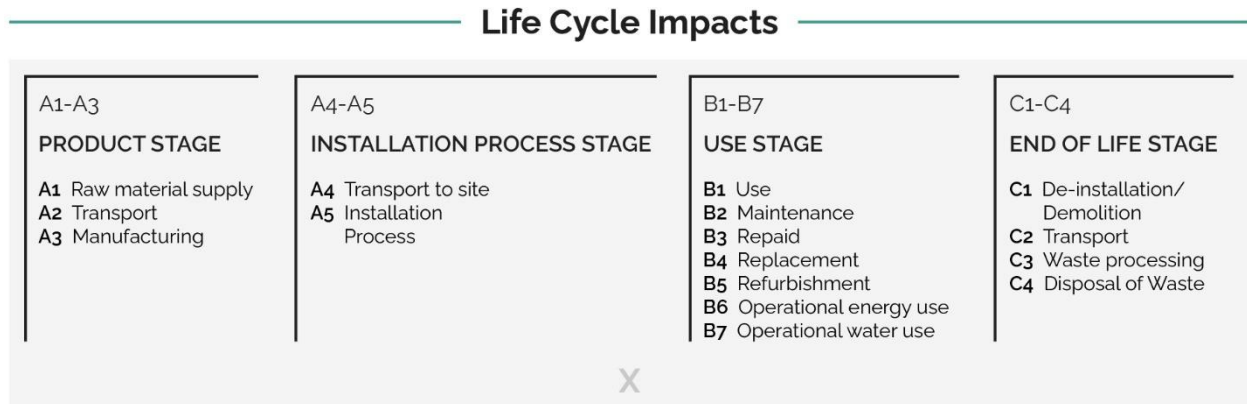 Life Cycle Impacts
A1-A3
PRODUCT STAGE
A1 Raw material supply
A2 Transport
A3 Manufacturing
A4-A5
INSTALLATION PROCESS STAGE
A4 Transport to site
A5 Installation
Process
B1-B7
USE STAGE
B1 Use
B2 Maintenance
B3 Repaid
B4 Replacement
B5 Refurbishment
B6 Operational energy use
B7 Operational water use
C1-C4
END OF LIFE STAGE
C1 De-installation/
Demolition
C2 Transport
C3 Waste processing
C4 Disposal of Waste
X